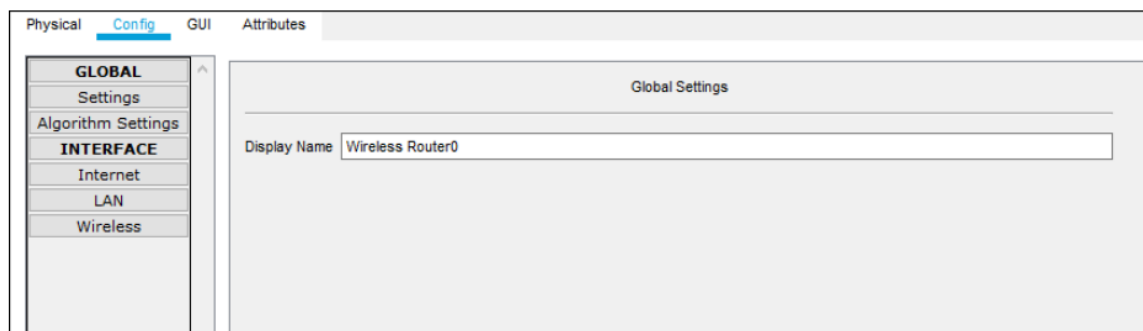 Physical Config GUI Attributes
GLOBAL
Settings
Algorithm Settings
INTERFACE
Internet
LAN
Wireless
Global Settings
Display Name Wireless Router0